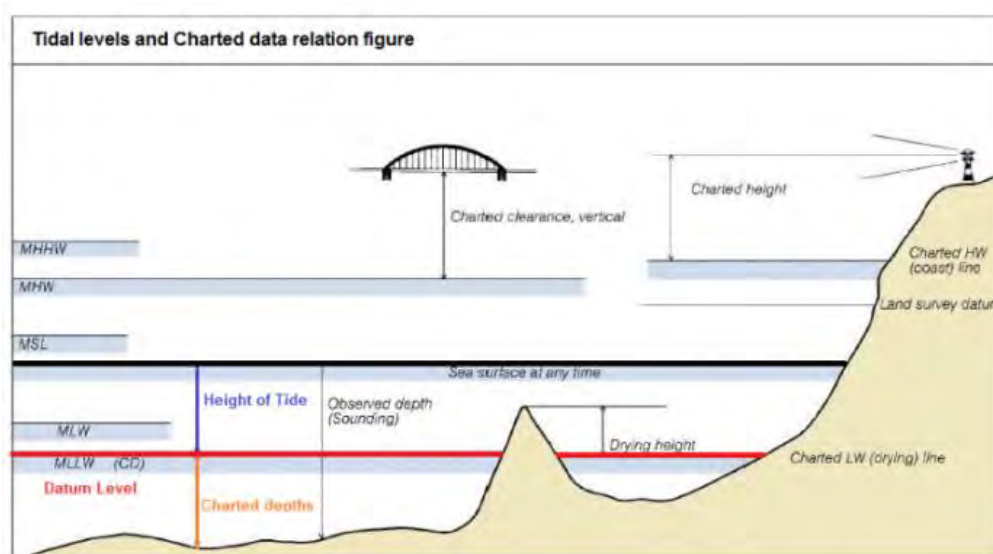 Tidal levels and Charted data relation figure
Charted height
Charted clearance, vertical
MHHW
Charted HW
(coast) line
MHW
Land survey datum
MSL
Sea surface at any time
Height of Tide
Observed depth
(Sounding)
MLW
Drying height
MLLW (CD)
Charted LW (drying) line
Datum Level
Charted depths